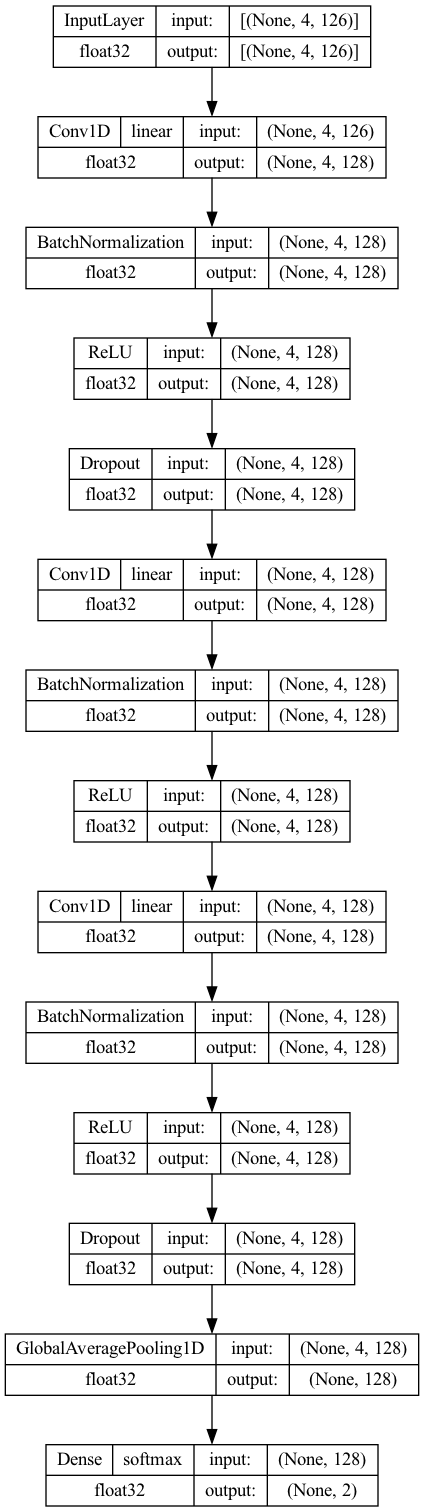 InputLayer input: [(None, 4, 126)]
float32 output: [(None, 4, 126)]
Conv1D linear input: (None, 4, 126)
float32 output: (None, 4, 128)
BatchNormalization input: (None, 4, 128)
float32 output: (None, 4, 128)
ReLU input: (None, 4, 128)
float32 output: (None, 4, 128)
Dropout input: (None, 4, 128)
float32 output: (None, 4, 128)
Conv1D linear input: (None, 4, 128)
float32 output: (None, 4, 128)
BatchNormalization input: (None, 4, 128)
float32 output: (None, 4, 128)
ReLU input: (None, 4, 128)
float32 output: (None, 4, 128)
Conv1D linear input: (None, 4, 128)
float32 output: (None, 4, 128)
BatchNormalization input: (None, 4, 128)
float32 output: (None, 4, 128)
ReLU input: (None, 4, 128)
float32 output: (None, 4, 128)
Dropout input: (None, 4, 128)
float32 output: (None, 4, 128)
GlobalAveragePooling1D input: (None, 4, 128)
float32 output: (None, 128)
Dense softmax input: (None, 128)
float32 output: (None, 2)